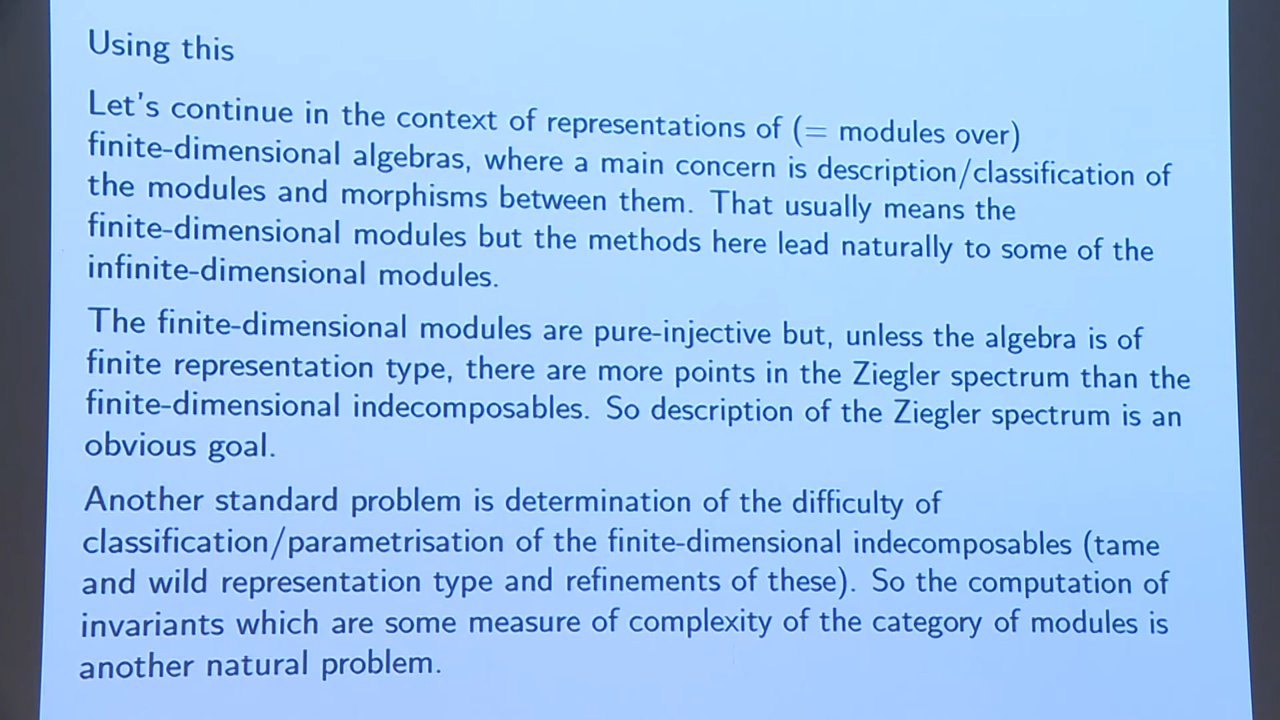 Using this
Let's continue in the context of representations of (= modules over)
finite-dimensional algebras, where a main concern is description/classification of
the modules and morphisms between them. That usually means the
finite-dimensional modules but the methods here lead naturally to some of the
infinite-dimensional modules.
The finite-dimensional modules are pure-injective but, unless the algebra is of
finite representation type, there are more points in the Ziegler spectrum than the
finite-dimensional indecomposables. So description of the Ziegler spectrum is an
obvious goal.
Another standard problem is determination of the difficulty of
classification/parametrisation of the finite-dimensional indecomposables (tame
and wild representation type and refinements of these). So the computation of
invariants which are some measure of complexity of the category of modules is
another natural problem.